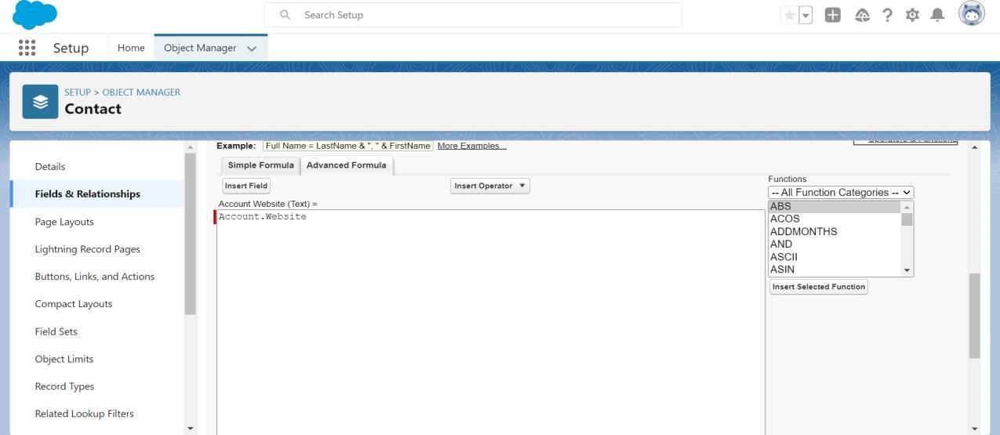 Search Setup
Setup
Home
Object Manager
SETUP > OBJECT MANAGER
Contact
Details
Fields & Relationships
Page Layouts
Lightning Record Pages
Buttons, Links, and Actions
Compact Layouts
Field Sets
Object Limits
Record Types
Related Lookup Filters
Example: Full Name = LastName & ", " & FirstName More Examples...
Operators & Functions
Simple Formula
Advanced Formula
Insert Field
Insert Operator
Account Website (Text) =
Account.Website
Functions
-- All Function Categories --
ABS
ACOS
ADDMONTHS
AND
ASCII
ASIN
Insert Selected Function